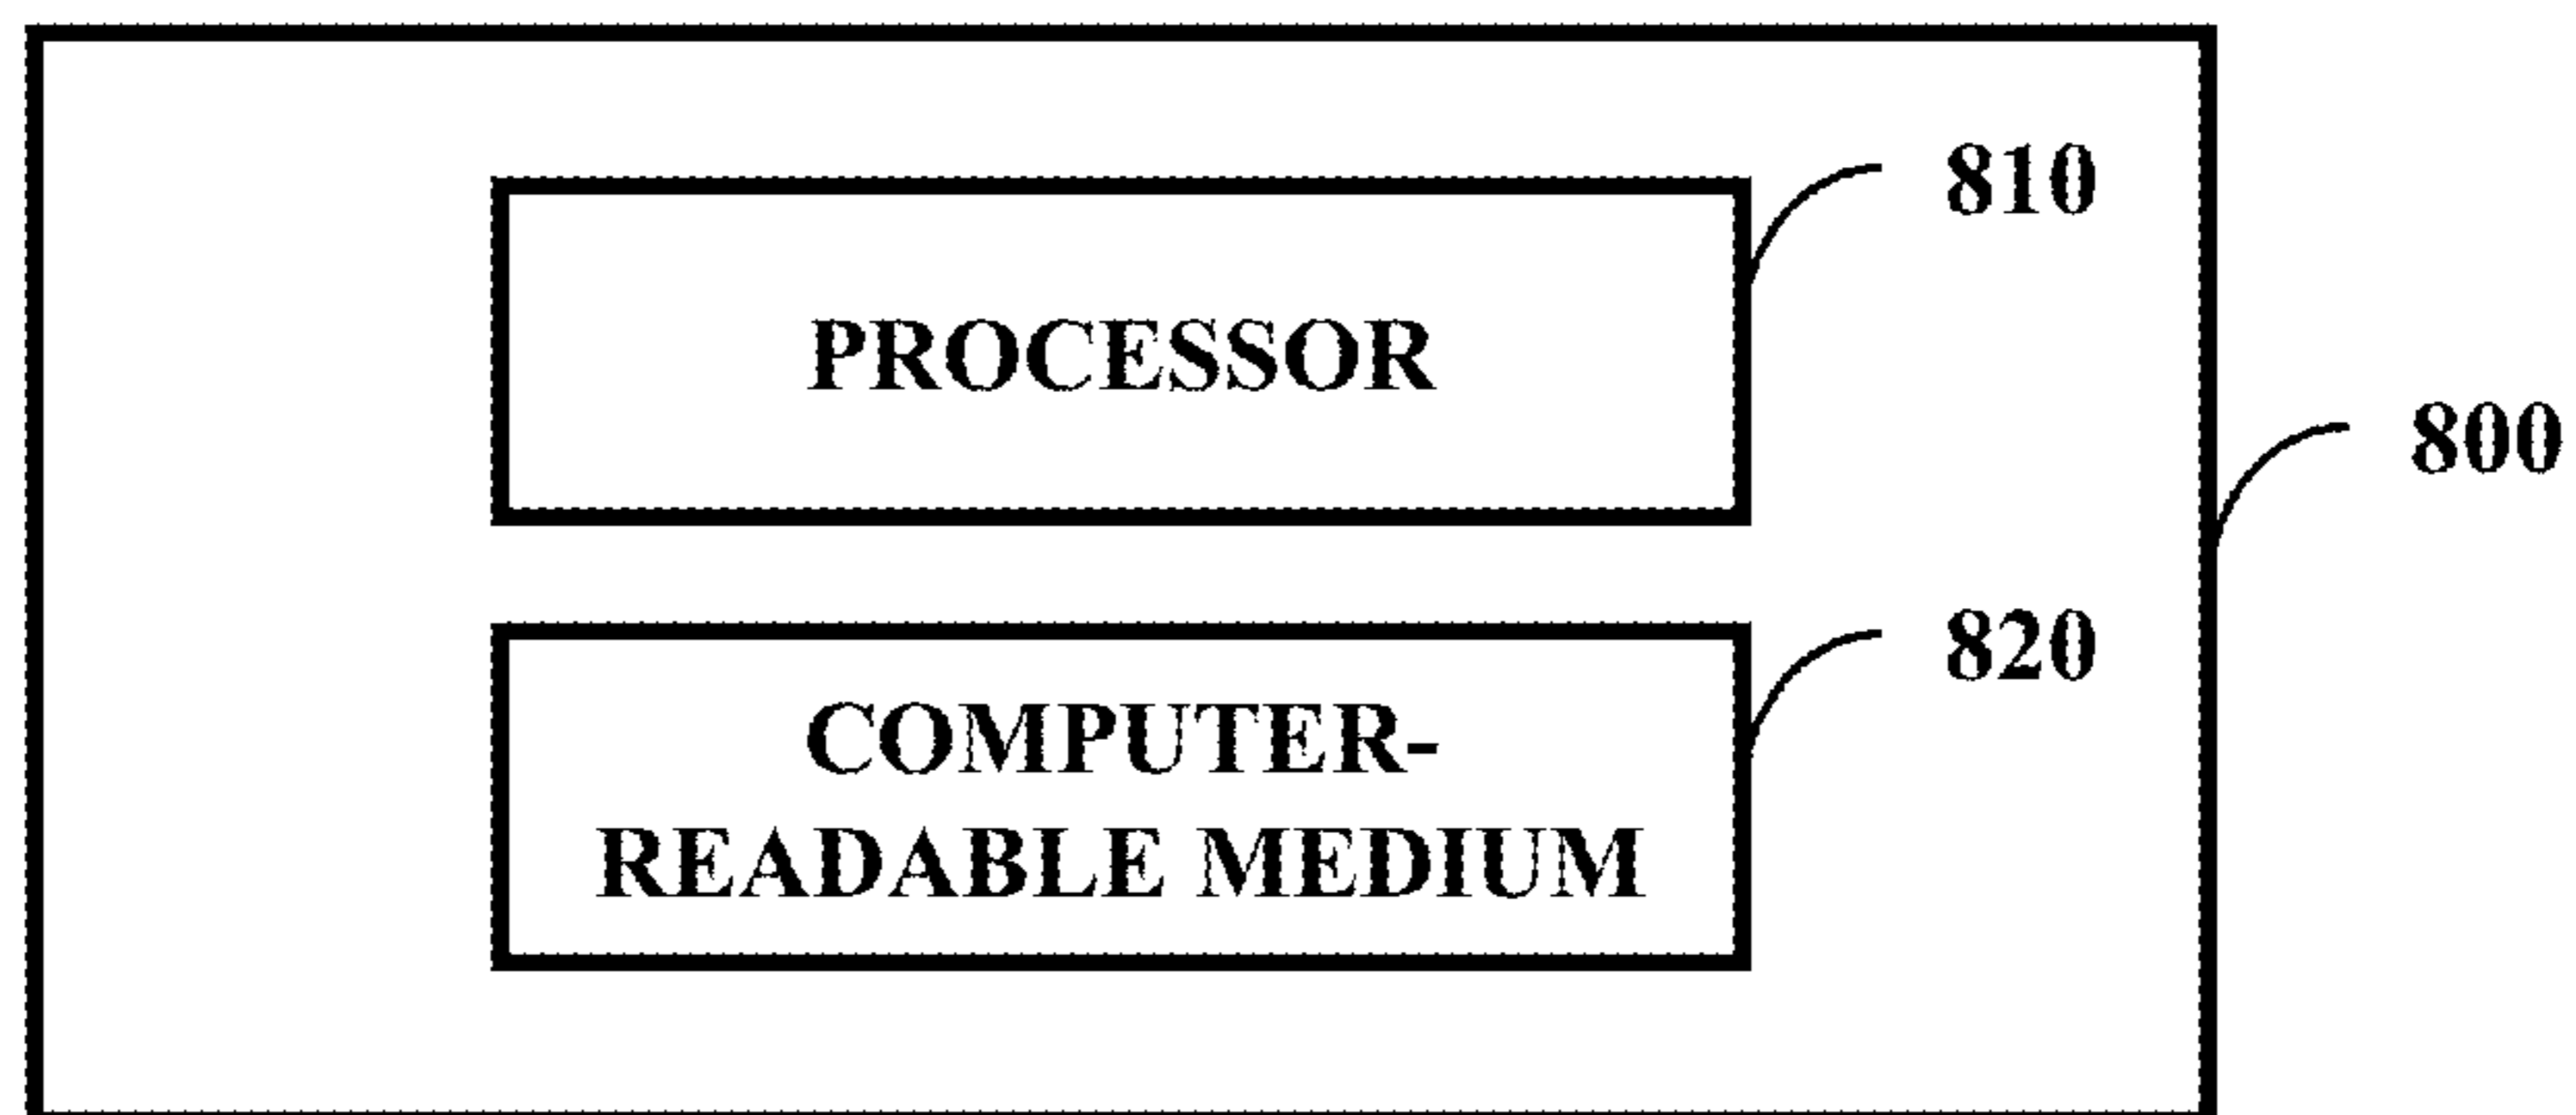 810
PROCESSOR
800
820
COMPUTER-
READABLE MEDIUM